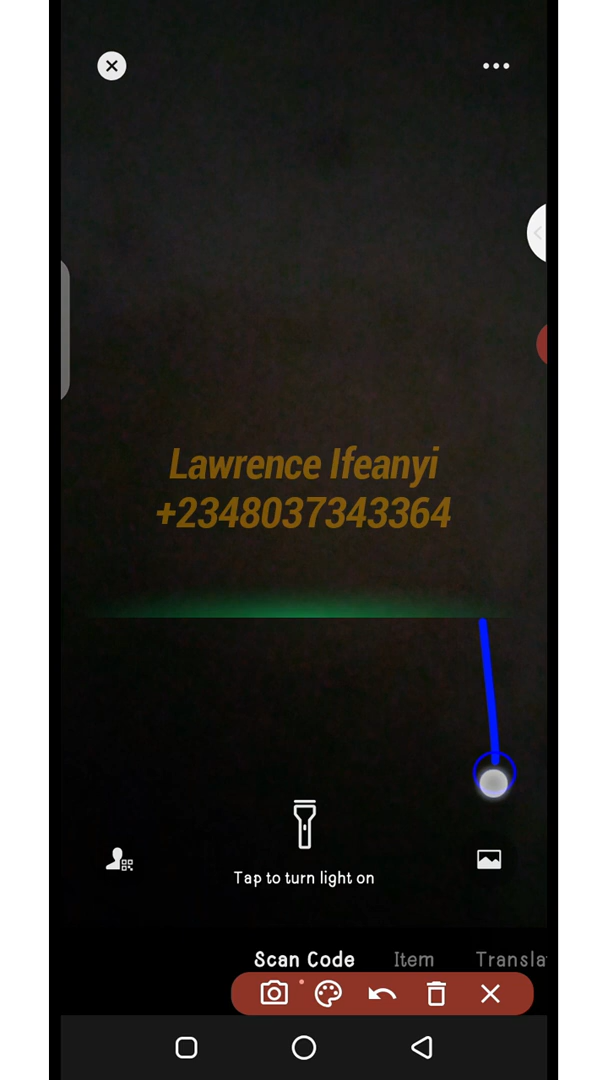 Lawrence Ifeanyi
+2348037343364
Tap to turn light on
Scan Code Item Transla